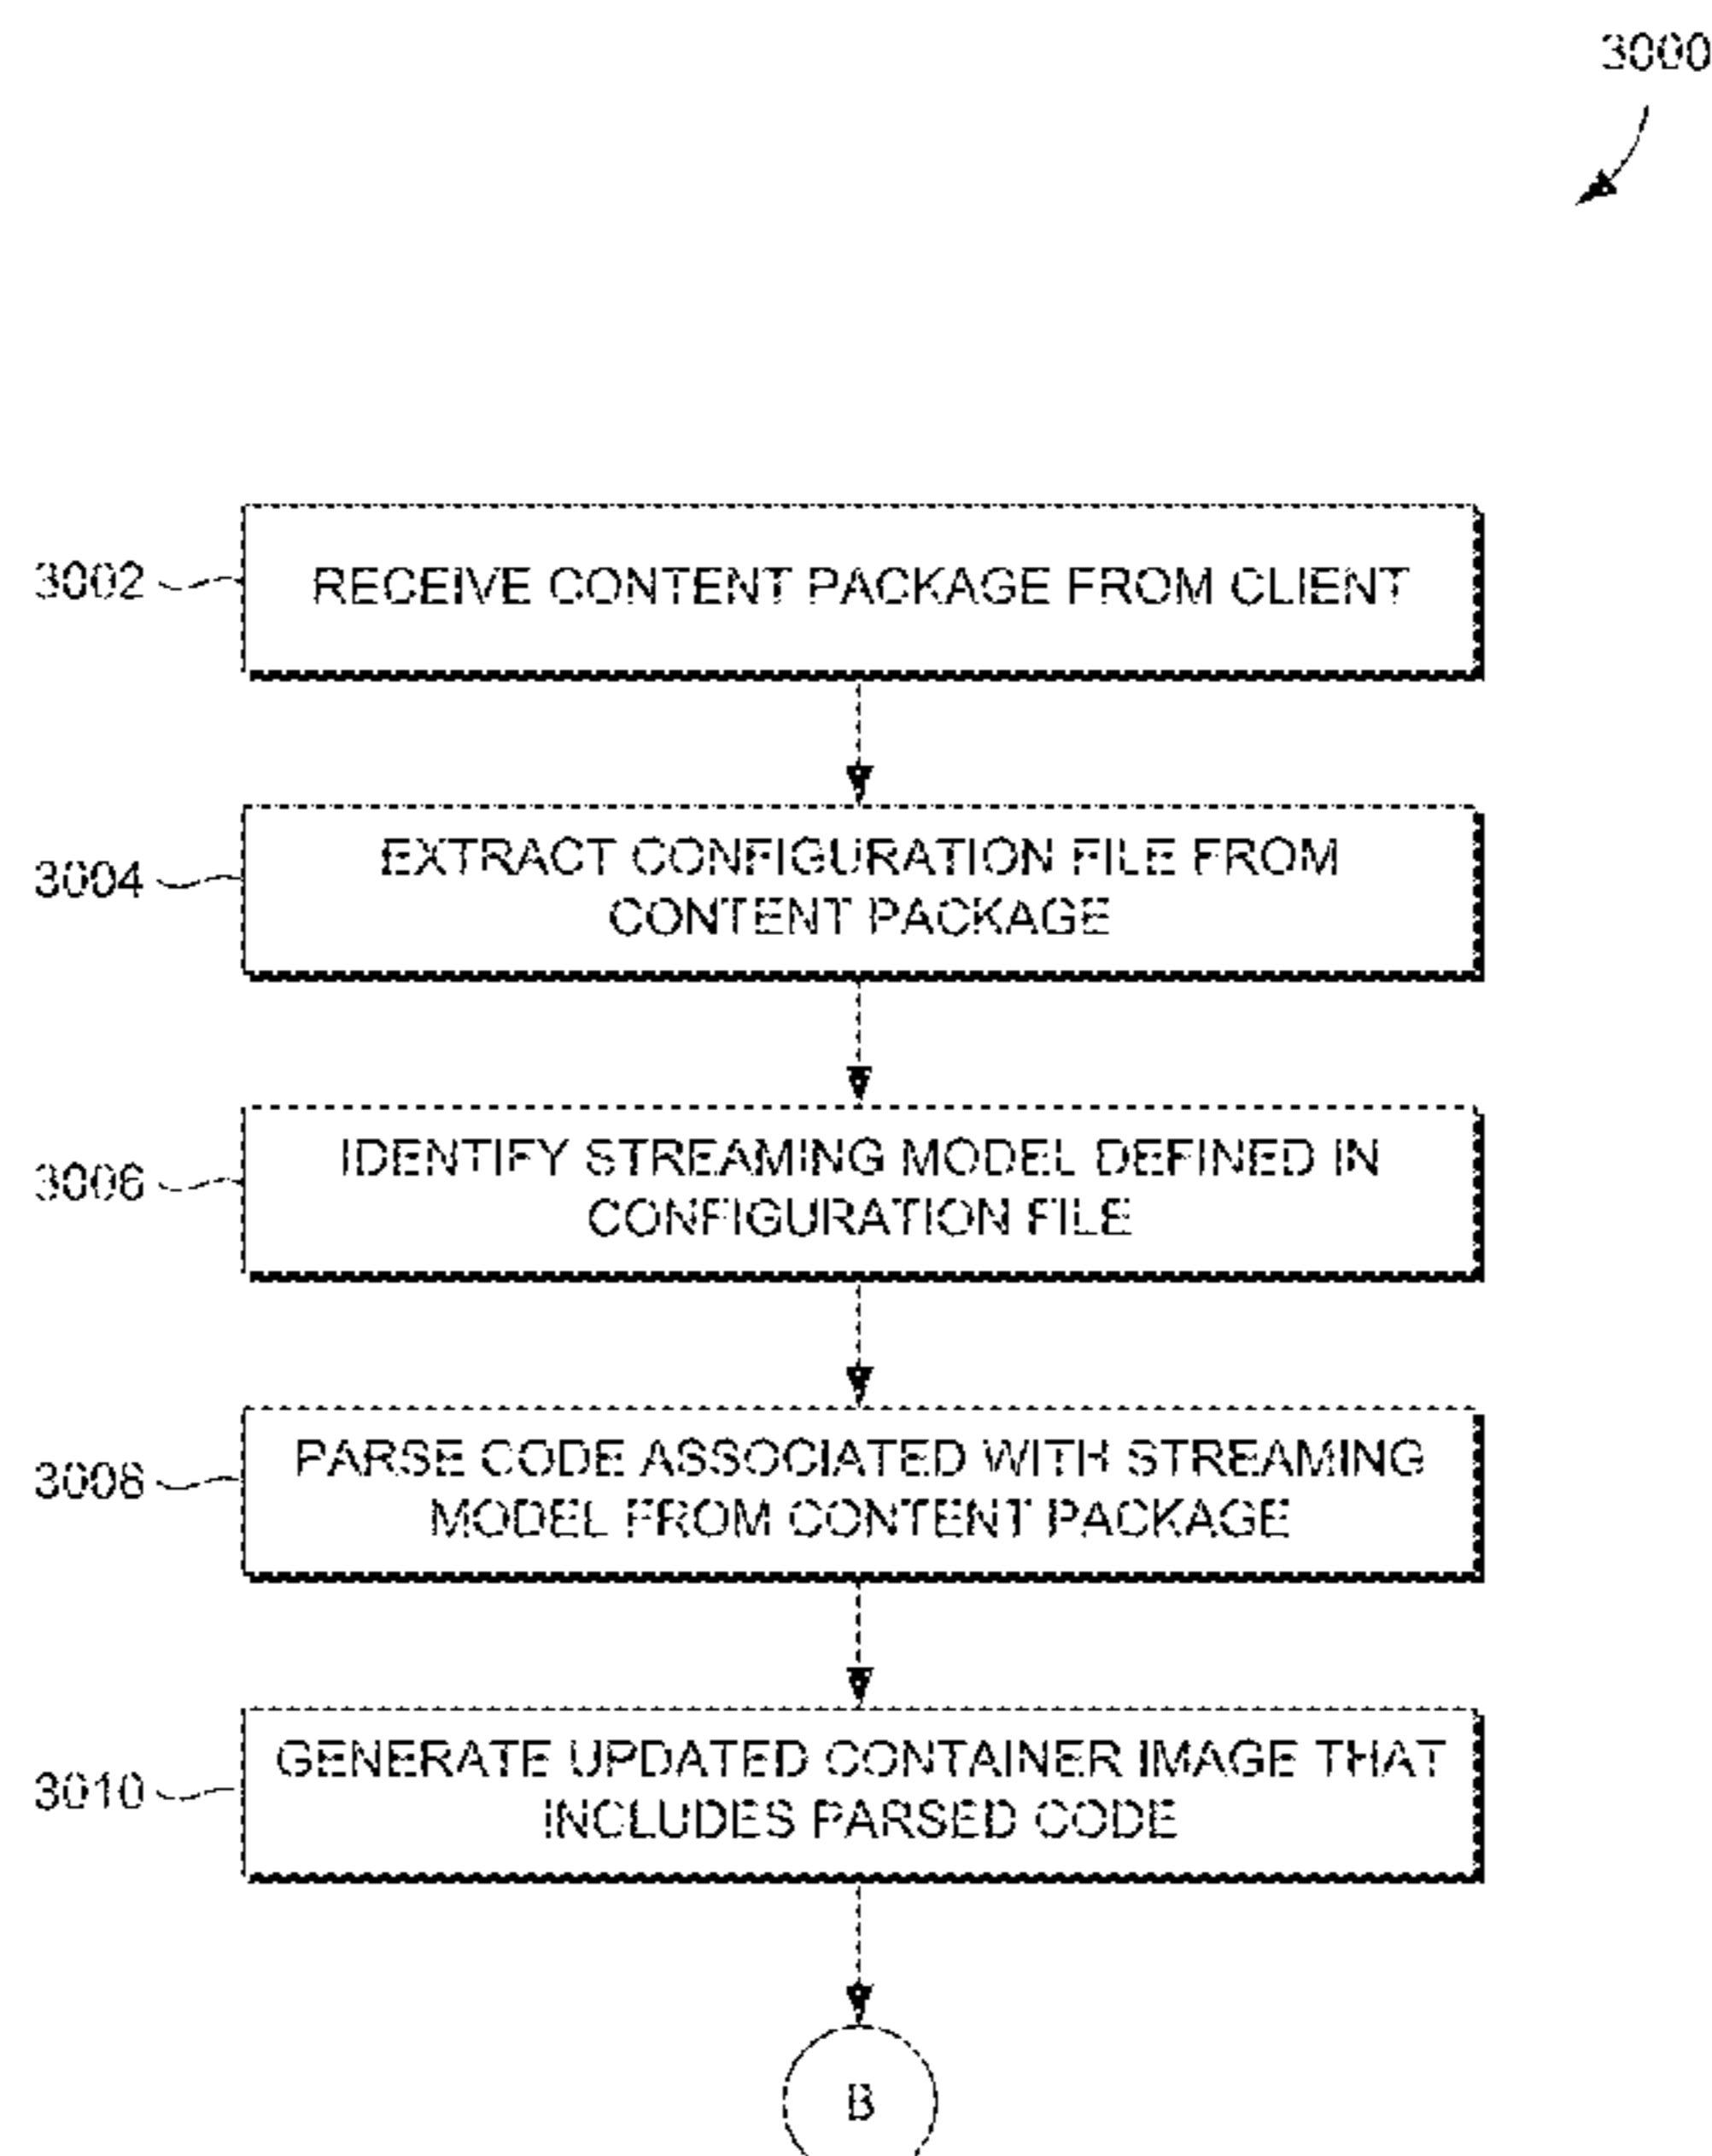 3000
3002 RECEIVE CONTENT PACKAGE FROM CLIENT
3004 EXTRACT CONFIGURATION FILE FROM
CONTENT PACKAGE
3006 IDENTIFY STREAMING MODEL DEFINED IN
CONFIGURATION FILE
3008 PARSE CODE ASSOCIATED WITH STREAMING
MODEL FROM CONTENT PACKAGE
3010 GENERATE UPDATED CONTAINER IMAGE THAT
INCLUDES PARSED CODE
B